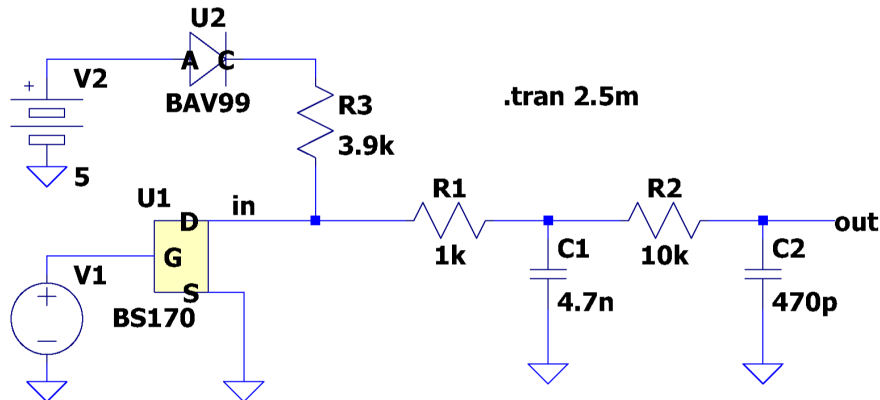 U2
A C
V2
BAV99
R3
3.9k
.tran 2.5m
5
U1
D
in
R1
R2
out
G
1k
10k
C1
C2
V1
S
BS170
4.7n
470p
+
+